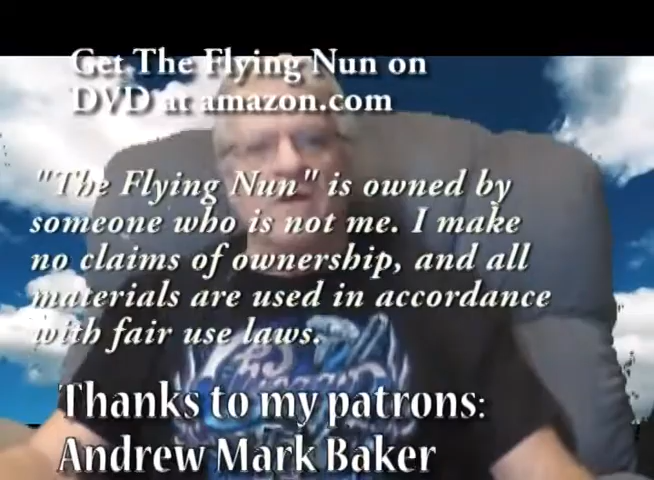 Get The Flying Nun on
DVD at amazon.com
"The Flying Nun" is owned by
someone who is not me. I make
no claims of ownership, and all
materials are used in accordance
with fair use laws.
Thanks to my patrons:
Andrew Mark Baker